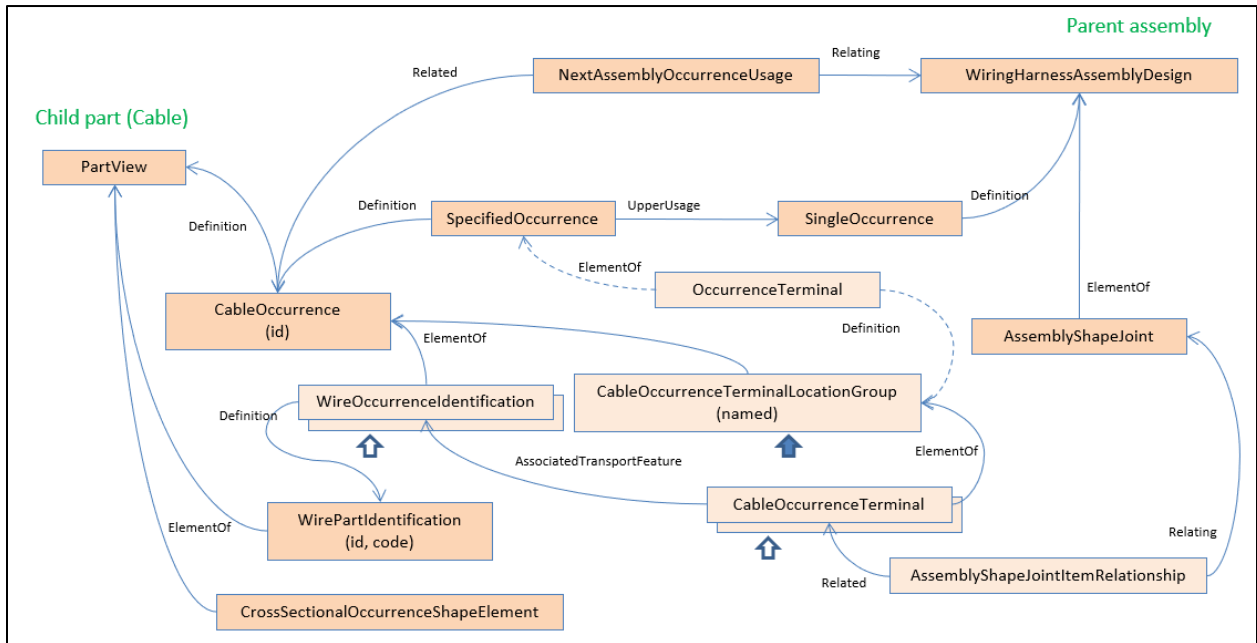 Parent assembly
Relating
Related
NextAssemblyOccurrenceUsage
WiringHarnessAssemblyDesign
Child part (Cable)
PartView
Definition
Definition
SpecifiedOccurrence
UpperUsage
SingleOccurrence
Definition
Definition
ElementOf
OccurrenceTerminal
ElementOf
CableOccurrence
(id)
ElementOf
Definition
AssemblyShapeJoint
WireOccurrenceIdentification
CableOccurrenceTerminalLocationGroup
(named)
Definition
AssociatedTransportFeature
ElementOf
CableOccurrenceTerminal
WirePartIdentification
(id, code)
ElementOf
Relating
Related
AssemblyShapeJointItemRelationship
CrossSectionalOccurrenceShapeElement